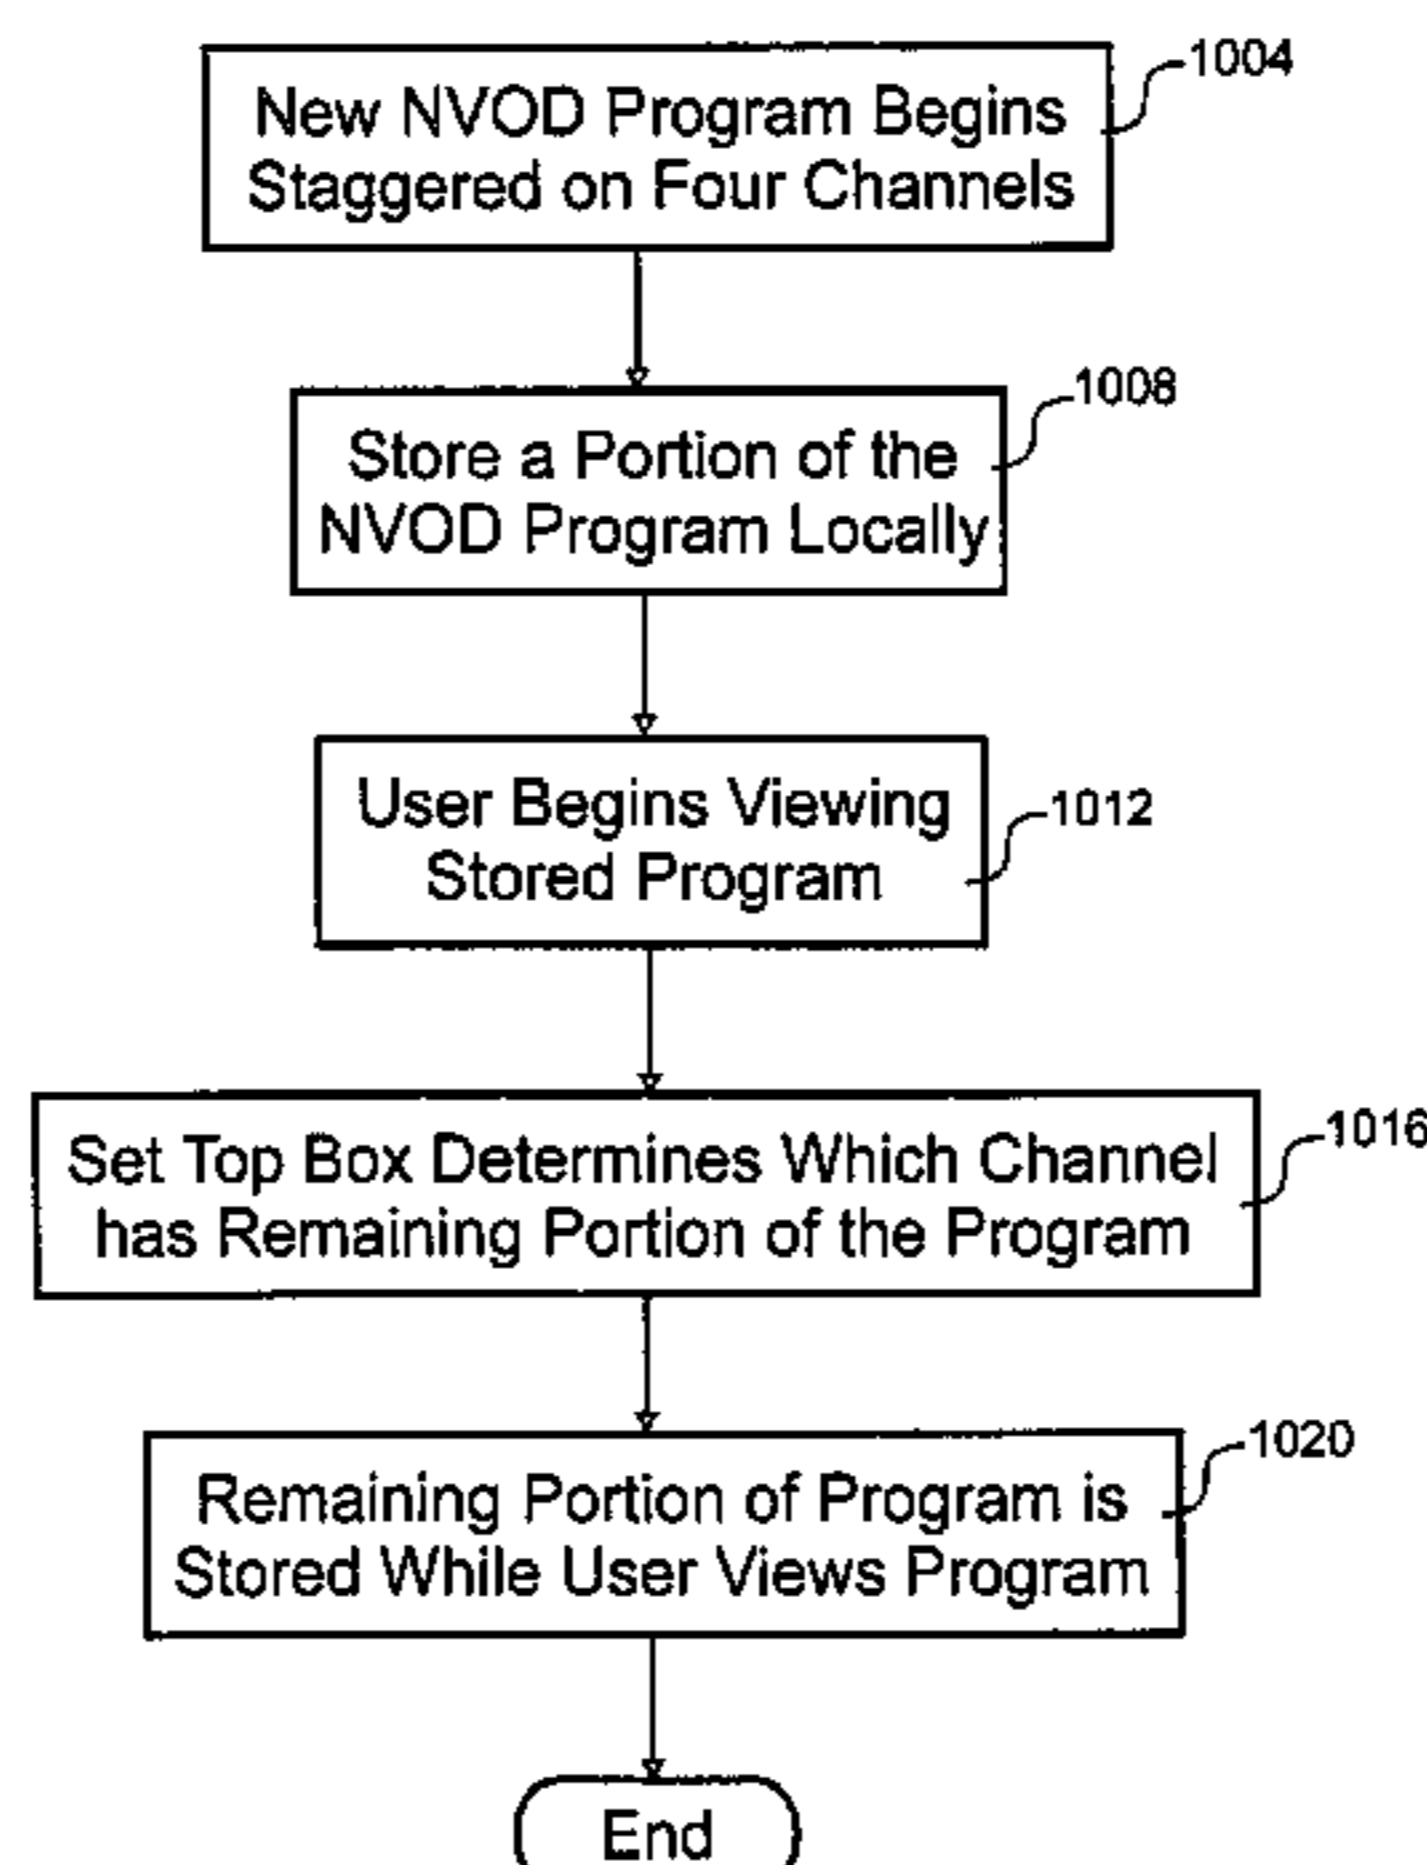 1004
New NVOD Program Begins
Staggered on Four Channels
1008
Store a Portion of the
NVOD Program Locally
1012
User Begins Viewing
Stored Program
1016
Set Top Box Determines Which Channel
has Remaining Portion of the Program
1020
Remaining Portion of Program is
Stored While User Views Program
End